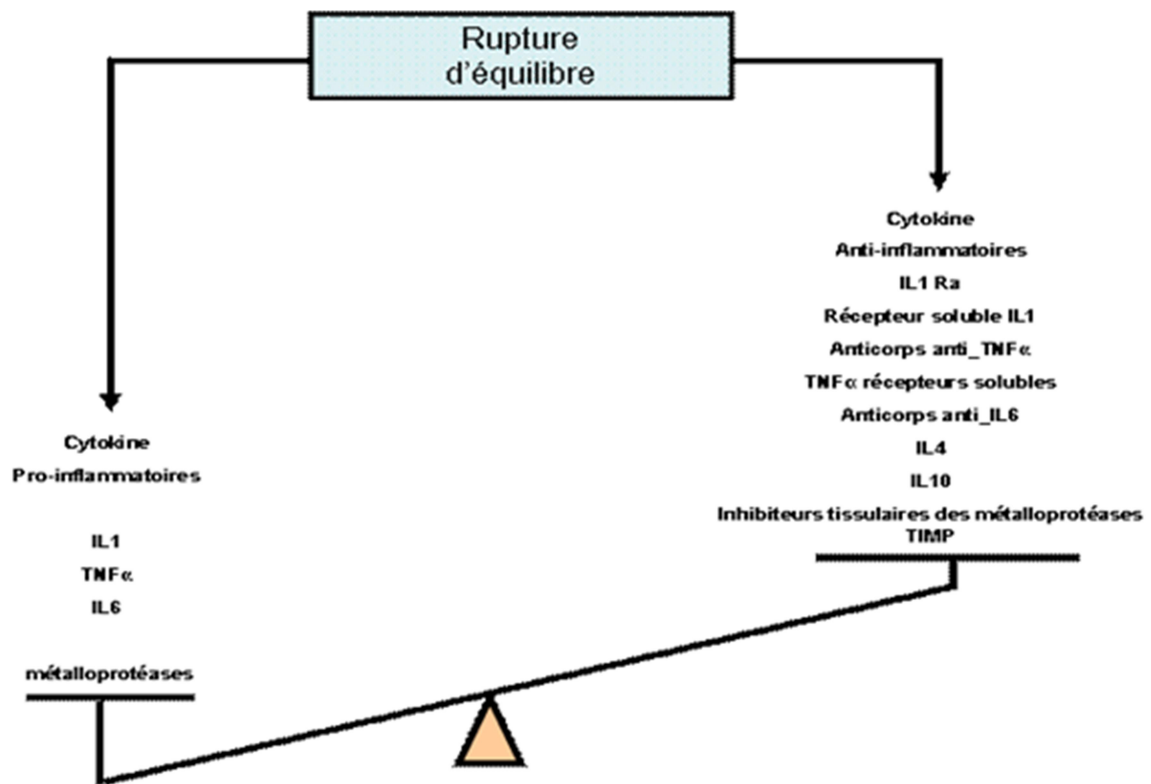 Rupture
d'équilibre
Cytokine
Pro-inflammatoires
IL1
TNFα
IL6
métalloprotéases
Cytokine
Anti-inflammatoires
IL1 Ra
Récepteur soluble IL1
Anticorps anti_TNFα
TNFα récepteurs solubles
Anticorps anti_IL6
IL4
IL10
Inhibiteurs tissulaires des métalloprotéases
TIMP